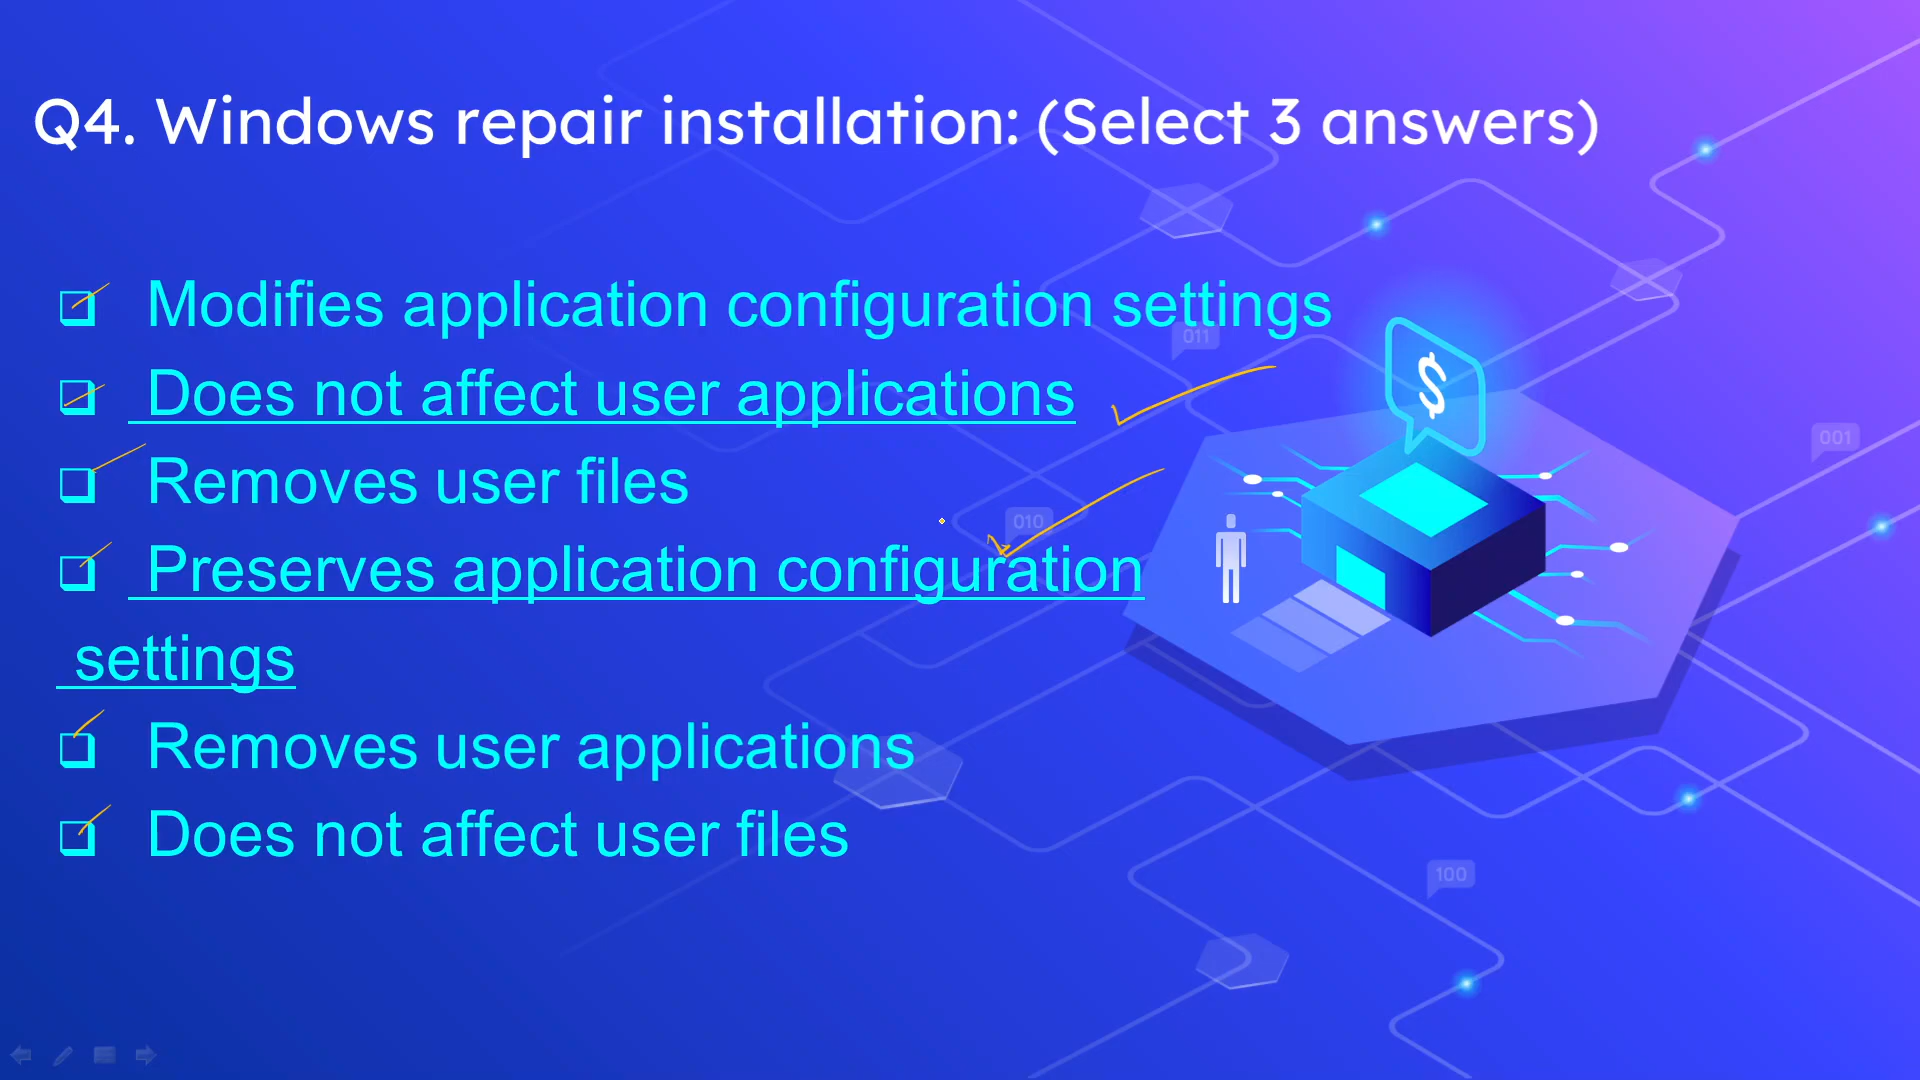 Q4. Windows repair installation: (Select 3 answers)
Modifies application configuration settings
Does not affect user applications
Removes user files
Preserves application configuration
settings
Removes user applications
Does not affect user files
011
001
010
100
$